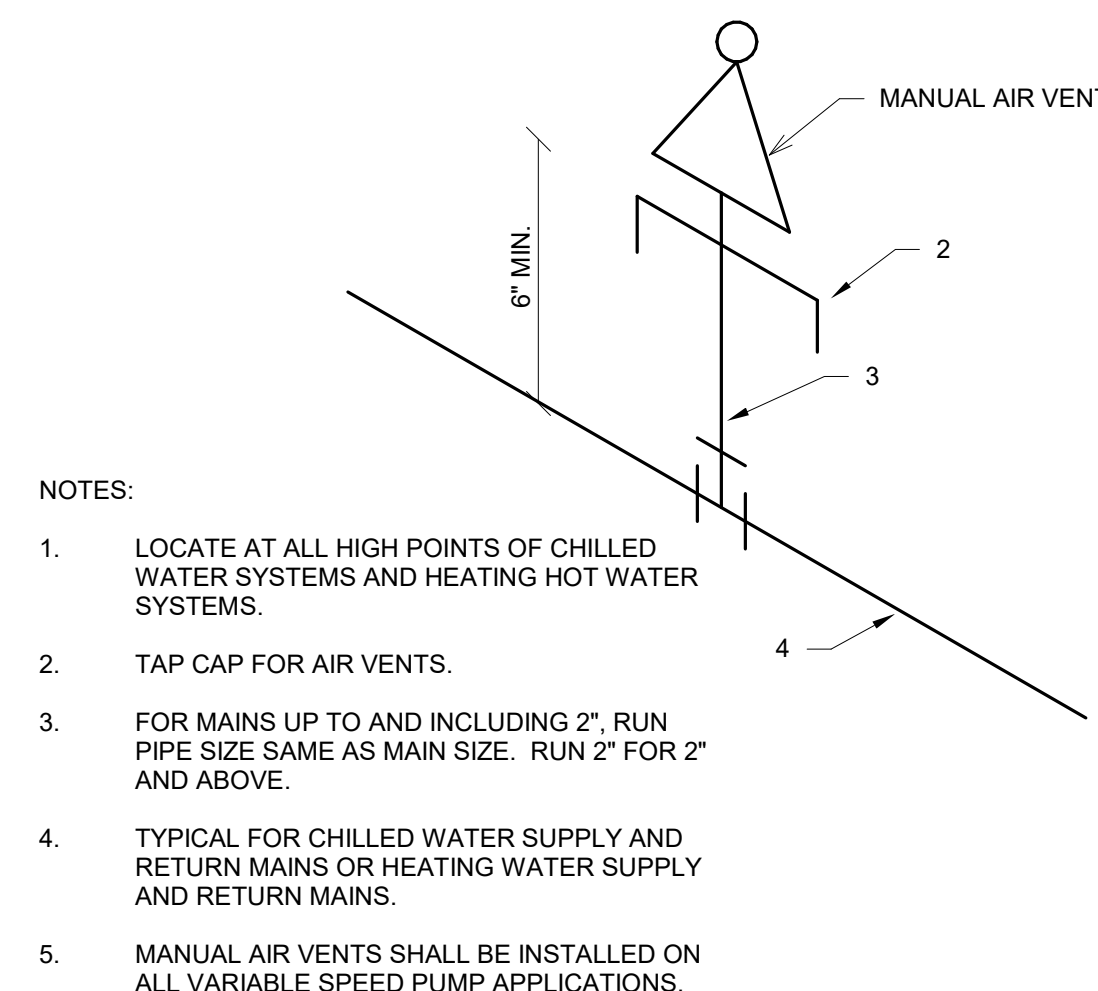 MANUAL AIR VENT
6" MIN.
2
3
4
NOTES:
1. LOCATE AT ALL HIGH POINTS OF CHILLED
WATER SYSTEMS AND HEATING HOT WATER
SYSTEMS.
2. TAP CAP FOR AIR VENTS.
3. FOR MAINS UP TO AND INCLUDING 2", RUN
PIPE SIZE SAME AS MAIN SIZE. RUN 2" FOR 2"
AND ABOVE.
4. TYPICAL FOR CHILLED WATER SUPPLY AND
RETURN MAINS OR HEATING WATER SUPPLY
AND RETURN MAINS.
5. MANUAL AIR VENTS SHALL BE INSTALLED ON
ALL VARIABLE SPEED PUMP APPLICATIONS.